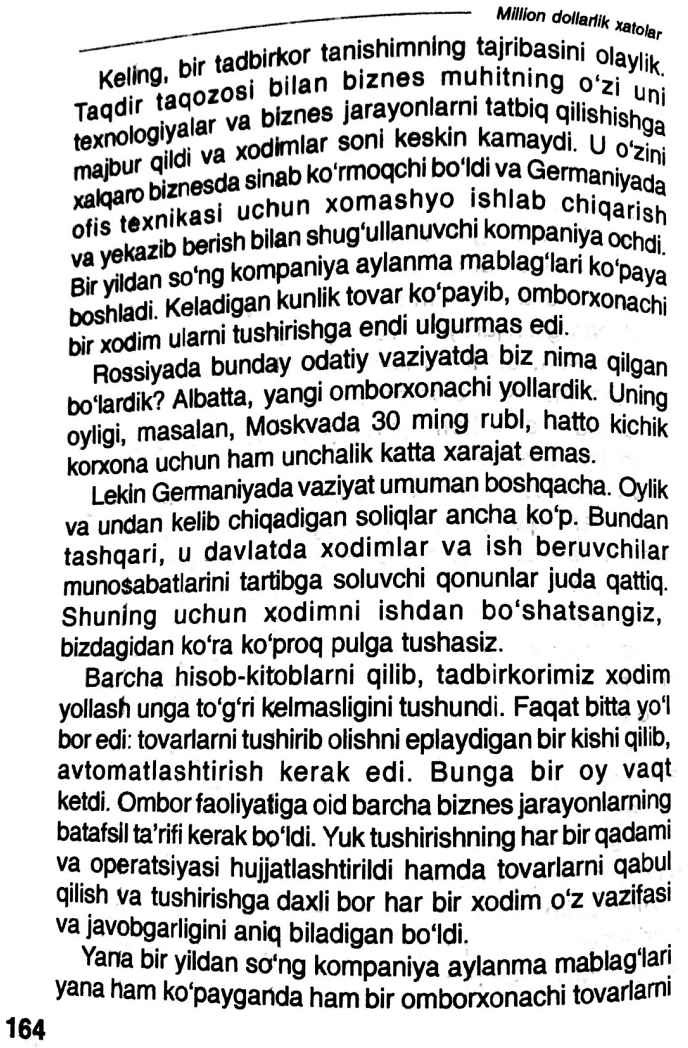 Million dollarlik xatolar
Keling, bir tadbirkor tanishimning tajribasini olaylik.
Taqdir taqozosi bilan biznes muhitning o‘zi uni
texnologiyalar va biznes jarayonlarni tatbiq qilishishga
majbur qildi va xodimlar soni keskin kamaydi. U o‘zini
xalqaro biznesda sinab ko‘rmoqchi bo‘ldi va Germaniyada
ofis texnikasi uchun xomashyo ishlab chiqarish
va yekazib berish bilan shug‘ullanuvchi kompaniya ochdi.
Bir yildan so‘ng kompaniya aylanma mablag‘lari ko‘paya
boshladi. Keladigan kunlik tovar ko‘payib, omborxonachi
bir xodim ularni tushirishga endi ulgurmas edi.
Rossiyada bunday odatiy vaziyatda biz nima qilgan
bo‘lardik? Albatta, yangi omborxonachi yollardik. Uning
oyligi, masalan, Moskvada 30 ming rubl, hatto kichik
korxona uchun ham unchalik katta xarajat emas.
Lekin Germaniyada vaziyat umuman boshqacha. Oylik
va undan kelib chiqadigan soliqlar ancha ko‘p. Bundan
tashqari, u davlatda xodimlar va ish beruvchilar
munosabatlarini tartibga soluvchi qonunlar juda qattiq.
Shuning uchun xodimni ishdan bo‘shatsangiz,
bizdagidan ko‘ra ko‘proq pulga tushasiz.
Barcha hisob-kitoblarni qilib, tadbirkorimiz xodim
yollash unga to‘g‘ri kelmasligini tushundi. Faqat bitta yo‘l
bor edi: tovarlarni tushirib olishni eplaydigan bir kishi qilib,
avtomatlashtirish kerak edi. Bunga bir oy vaqt
ketdi. Ombor faoliyatiga oid barcha biznes jarayonlarning
batafsil ta’rifi kerak bo‘ldi. Yuk tushirishning har bir qadami
va operatsiyasi hujjatlashtirildi hamda tovarlarni qabul
qilish va tushirishga daxli bor har bir xodim o‘z vazifasi
va javobgarligini aniq biladigan bo‘ldi.
Yana bir yildan so‘ng kompaniya aylanma mablag‘lari
yana ham ko‘payganda ham bir omborxonachi tovarlarni
164